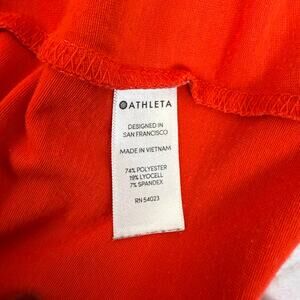 ATHLETA
DESIGNED IN
SAN FRANCISCO
MADE IN VIETNAM
74% POLYESTER
19% LYOCELL
7% SPANDEX
RN 54023